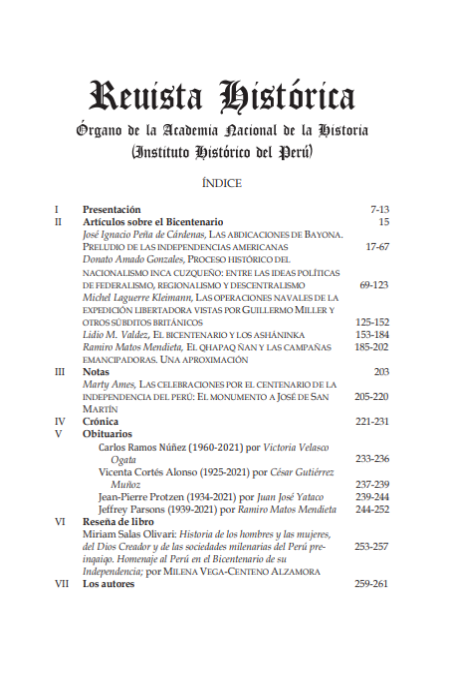 Revista Histórica
Órgano de la Academia Nacional de la Historia
(Instituto Histórico del Perú)
ÍNDICE
I Presentación 7-13
II Artículos sobre el Bicentenario 15
José Ignacio Peña de Cárdenas, LAS ABDICACIONES DE BAYONA.
PRELUDIO DE LAS INDEPENDENCIAS AMERICANAS 17-67
Donato Amado Gonzales, PROCESO HISTÓRICO DEL
NACIONALISMO INCA CUZQUEÑO: ENTRE LAS IDEAS POLÍTICAS
DE FEDERALISMO, REGIONALISMO Y DESCENTRALISMO 69-123
Michel Laguerre Kleimann, LAS OPERACIONES NAVALES DE LA
EXPEDICIÓN LIBERTADORA VISTAS POR GUILLERMO MILLER Y
OTROS SÚBDITOS BRITÁNICOS 125-152
Lidio M. Valdez, EL BICENTENARIO Y LOS ASHÁNINKA 153-184
Ramiro Matos Mendieta, EL QHAPAQ ÑAN Y LAS CAMPAÑAS 185-202
EMANCIPADORAS. UNA APROXIMACIÓN
III Notas 203
Marty Ames, LAS CELEBRACIONES POR EL CENTENARIO DE LA
INDEPENDENCIA DEL PERÚ: EL MONUMENTO A JOSÉ DE SAN 205-220
MARTÍN
IV Crónica 221-231
V Obituarios
Carlos Ramos Núñez (1960-2021) por Victoria Velasco
Ogata 233-236
Vicenta Cortés Alonso (1925-2021) por César Gutiérrez
Muñoz 237-239
Jean-Pierre Protzen (1934-2021) por Juan José Yataco 239-244
Jeffrey Parsons (1939-2021) por Ramiro Matos Mendieta 244-252
VI Reseña de libro
Miriam Salas Olivari: Historia de los hombres y las mujeres,
del Dios Creador y de las sociedades milenarias del Perú pre- 253-257
inqaiqo. Homenaje al Perú en el Bicentenario de su
Independencia; por MILENA VEGA-CENTENO ALZAMORA
VII Los autores 259-261